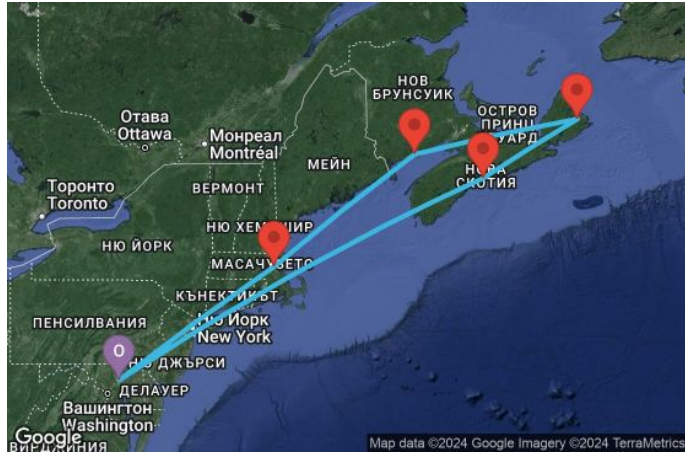 НОВ
БРУНСУИК
Отава
Ottawa
ОСТРОВ
ПРИНЦ
УАРД
Монреал
Montréal
МЕЙН
НОВА
СКОТИЯ
ВЕРМОНТ
Торонто
Toronto
НЮ ХЕМПШИР
НЮ ЙОРК
МАСАЧУЗЕТС
КЪНЕКТИКЪТ
ПЕНСИЛВАНИЯ
Ню Йорк
New York
O
НЮ ДЖЪРСИ
ДЕЛАУЕР
Вашингтон
Washington
Google
ВИРДЖИНИЯ
Map data ©2024 Google Imagery ©2024 TerraMetrics